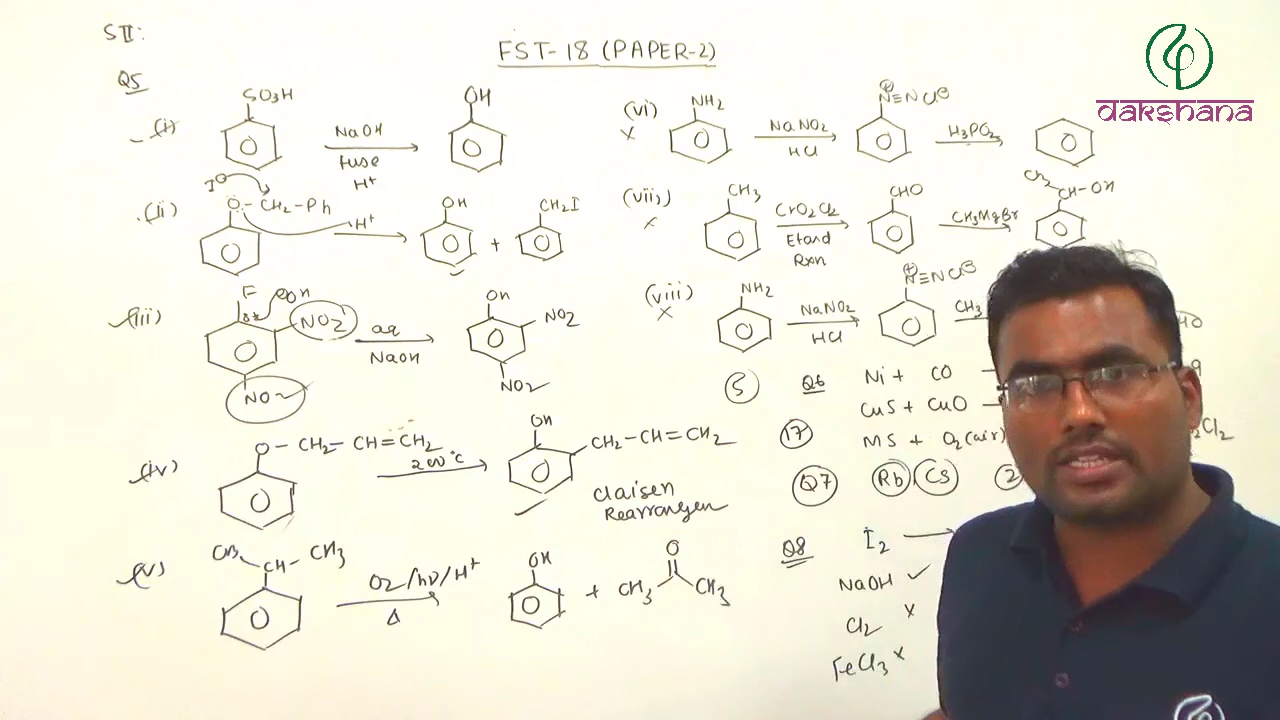 SII:
FST-18 (PAPER-2)
dakshana
Q5
(i) SO3H NaOH fuse H+ OH
(ii) I⊖ O-CH2-Ph H+ OH + CH2I
(iii) F NO2 NO2 aq NaOH OH NO2 NO2
(iv) O-CH2-CH=CH2 200°C OH CH2-CH=CH2
Claisen
Rearrangen
(v) CH3 CH-CH3 O2/hν/H+ Δ OH + CH3 O CH3
(vi) × NH2 NaNO2 HCl N≡NCl⊖ H3PO2
(vii) × CH3 CrO2Cl2 Etard Rxn CHO CH3MgBr CH3 CH-OH
(viii) × NH2 NaNO2 HCl N≡NCl⊖ CH3
5 Q6 Ni + CO
CuS + CuO
17 MS + O2(air)
Q7 Rb Cs 2
Q8 I2 →
NaOH ✓
Cl2 ×
FeCl3 ×